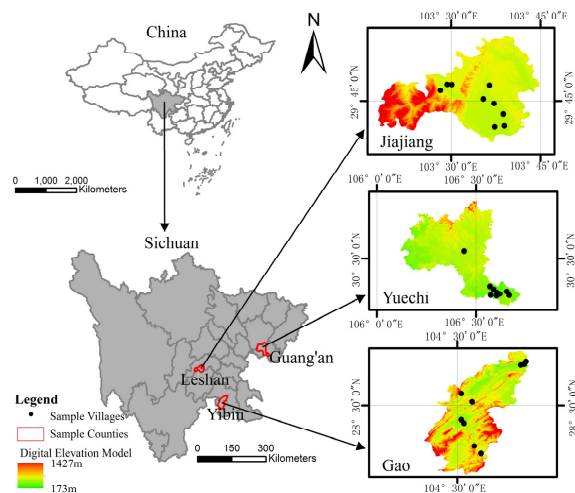 China
N
0 1,000 2,000
Kilometers
Sichuan
Leshan
Guang'an
Yibin
0 150 300
Kilometers
Legend
Sample Villages
Sample Counties
Digital Elevation Model
1427m
173m
103° 30' 0"E 103° 45' 0"E
29° 45' 0"N
29° 45' 0"N
Jiajiang
103° 30' 0"E 103° 45' 0"E
106° 0' 0"E 106° 30' 0"E
30° 30' 0"N
30° 30' 0"N
Yuechi
106° 0' 0"E 106° 30' 0"E
104° 30' 0"E
28° 30' 0"N
28° 30' 0"N
Gao
104° 30' 0"E